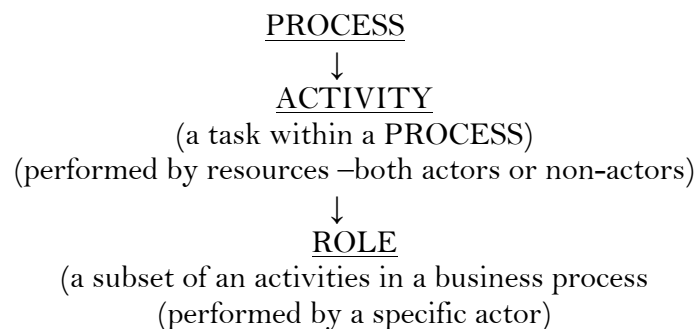 PROCESS
↓
ACTIVITY
(a task within a PROCESS)
(performed by resources –both actors or non-actors)
↓
ROLE
(a subset of an activities in a business process
(performed by a specific actor)